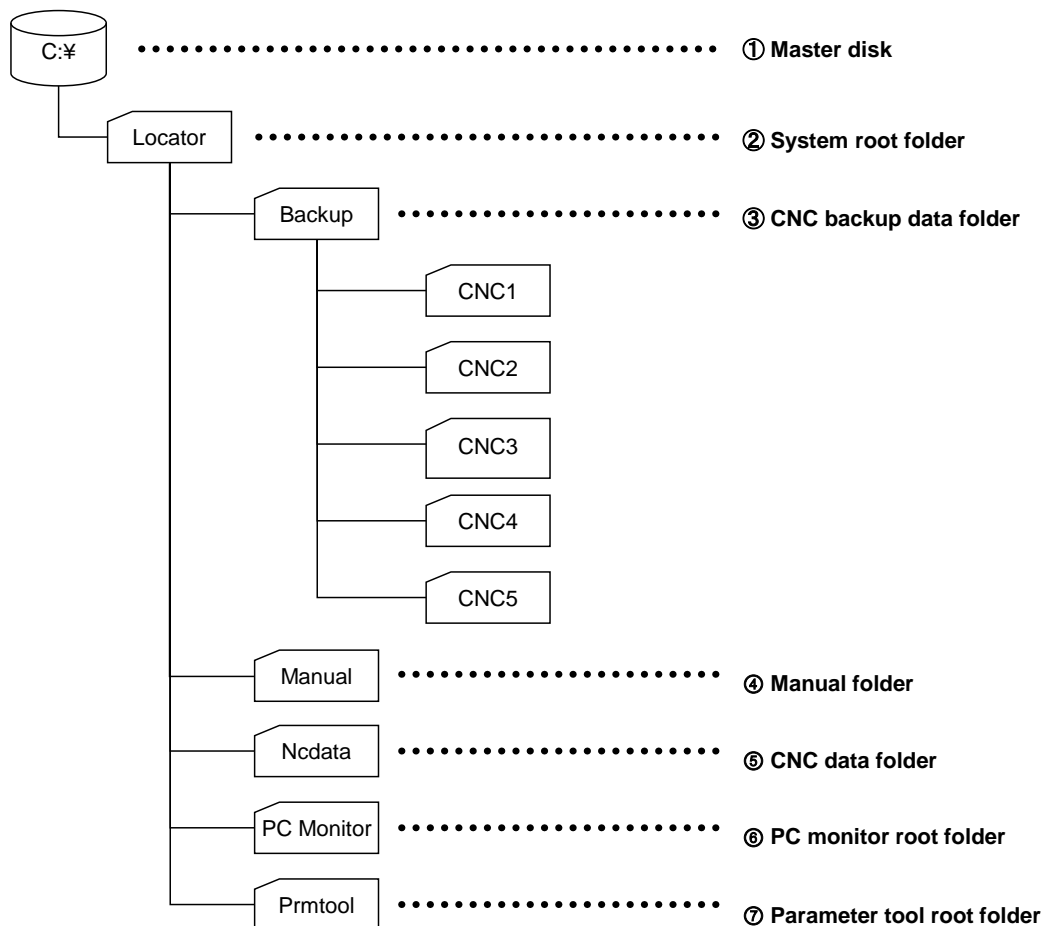 C:¥
① Master disk
Locator
② System root folder
Backup
③ CNC backup data folder
CNC1
CNC2
CNC3
CNC4
CNC5
Manual
④ Manual folder
Ncdata
⑤ CNC data folder
PC Monitor
⑥ PC monitor root folder
Prmtool
⑦ Parameter tool root folder